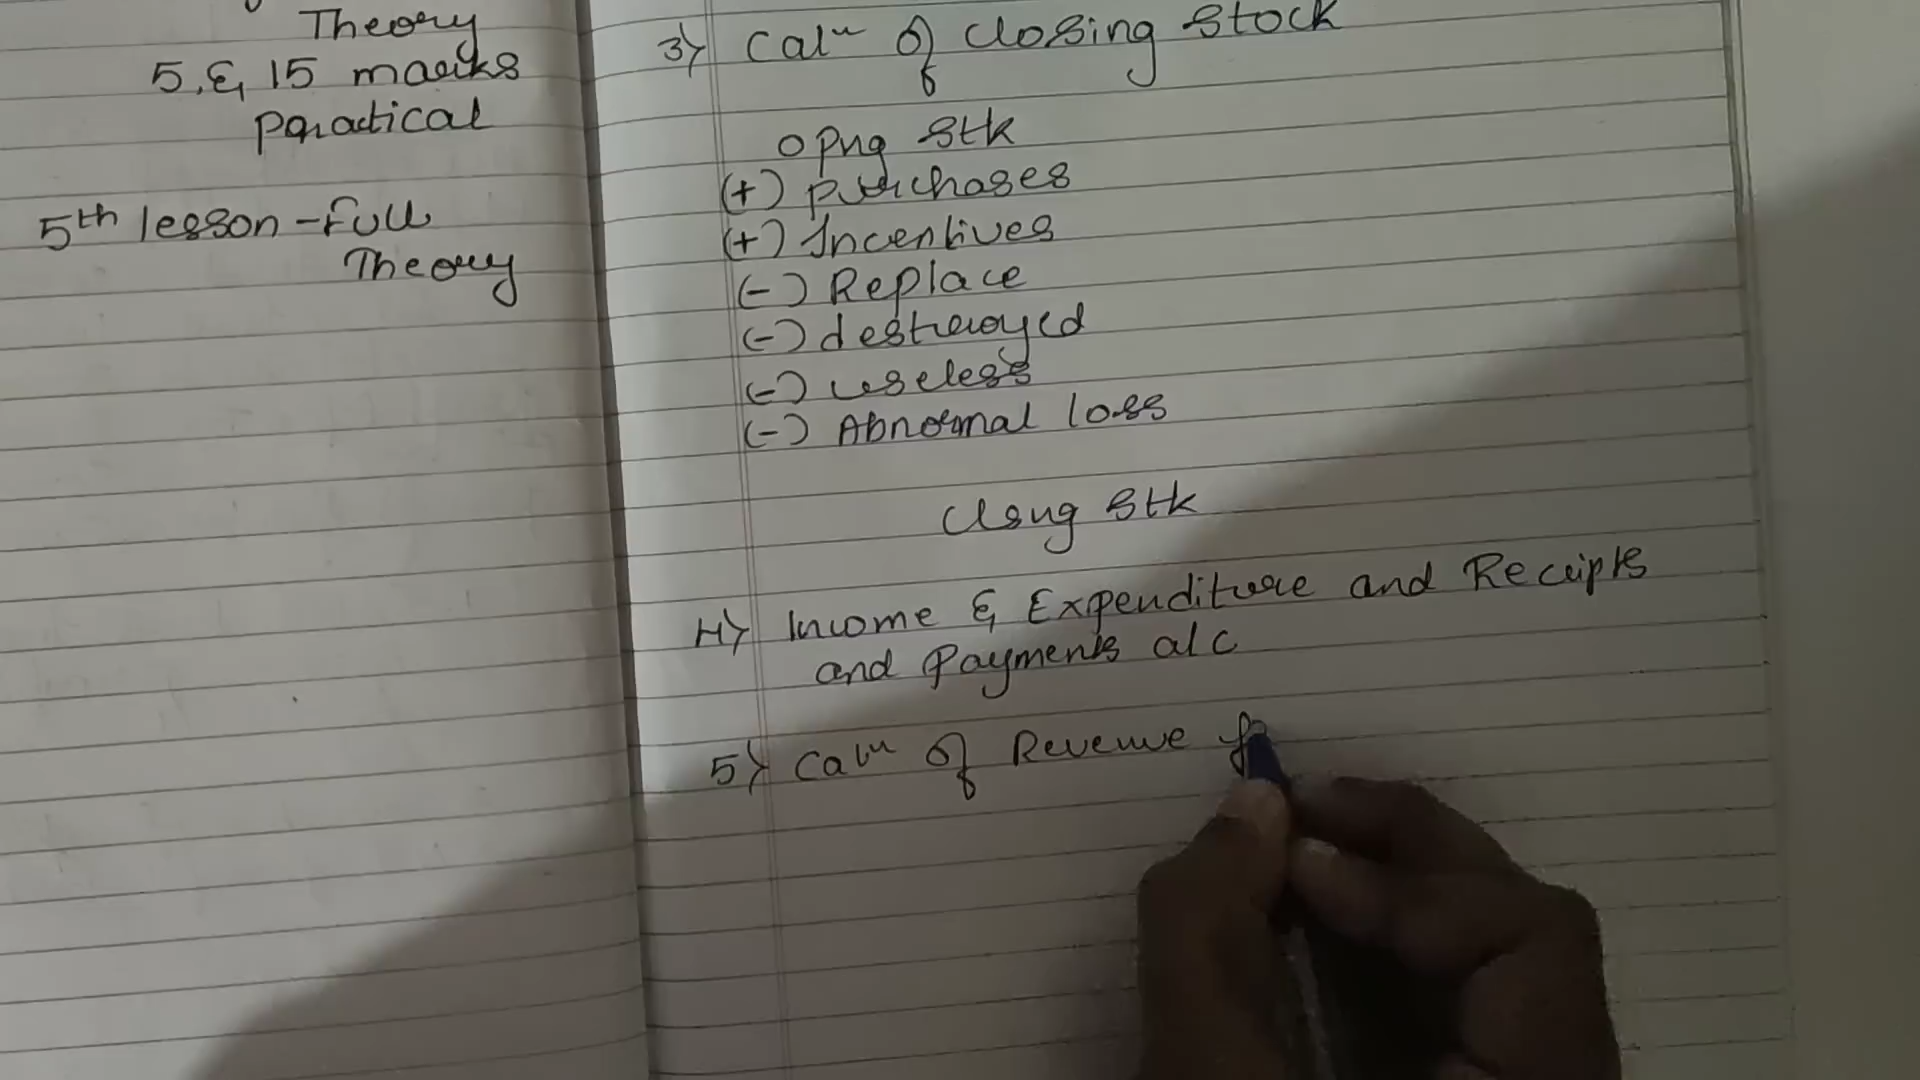 Theory
5 & 15 marks
Practical
5th lesson - Full
Theory
3) Caln of Closing Stock
Opng Stk
(+) Purchases
(+) Incentives
(-) Replace
(-) destroyed
(-) useless
(-) Abnormal loss
Clsng Stk
4) Income & Expenditure and Receipts
and Payments a/c
5) Caln of Revenue